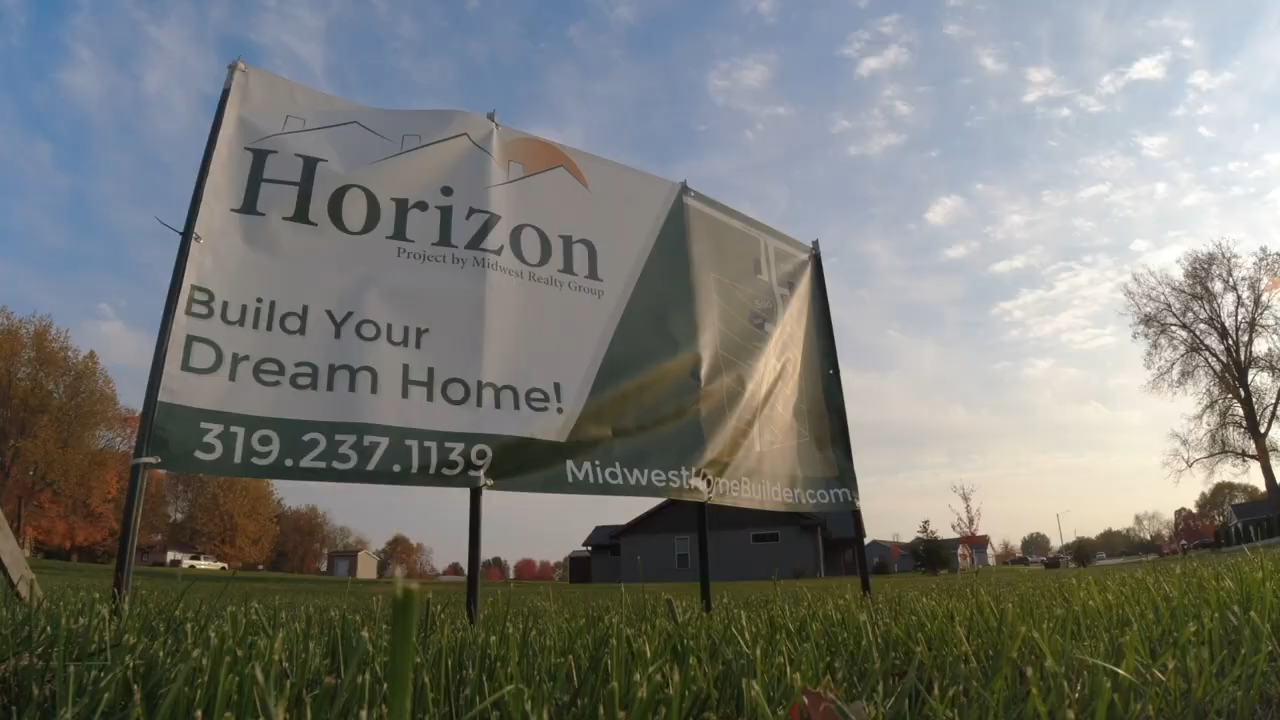 Horizon
Project by Midwest Realty Group
Build Your
Dream Home!
319.237.1139
MidwestHomeBuilder.com